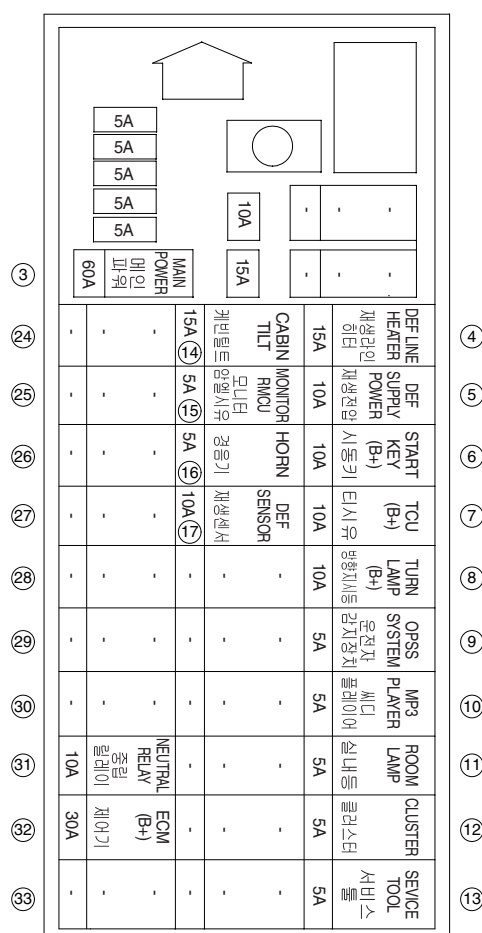 5A
5A
5A
5A
5A
10A
- - -
③
60A
MAIN
POWER
메인
파워
15A
- - -
㉔
- - -
15A
⑭
CABIN
TILT
케빈틸트
15A
DEF LINE
HEATER
재생라인
히터
④
㉕
- - -
5A
⑮
MONITOR
RMCU
모니터
암엘시유
10A
DEF
SUPPLY
POWER
재생전압
⑤
㉖
- - -
5A
⑯
HORN
경음기
10A
START
KEY
(B+)
시동키
⑥
㉗
- - -
10A
⑰
DEF
SENSOR
재생센서
10A
TCU
(B+)
티시유
⑦
㉘
- - - - - -
10A
TURN
LAMP
(B+)
방향지시등
⑧
㉙
- - - - - -
5A
OPSS
SYSTEM
운전자
감지장치
⑨
㉚
- - - - - -
5A
MP3
PLAYER
씨디
플레이어
⑩
㉛
10A
NEUTRAL
RELAY
중립
릴레이
- - -
5A
ROOM
LAMP
실내등
⑪
㉜
30A
ECM
(B+)
제어기
- - -
5A
CLUSTER
클러스터
⑫
㉝
- - - - - -
5A
SEVICE
TOOL
서비스
툴
⑬